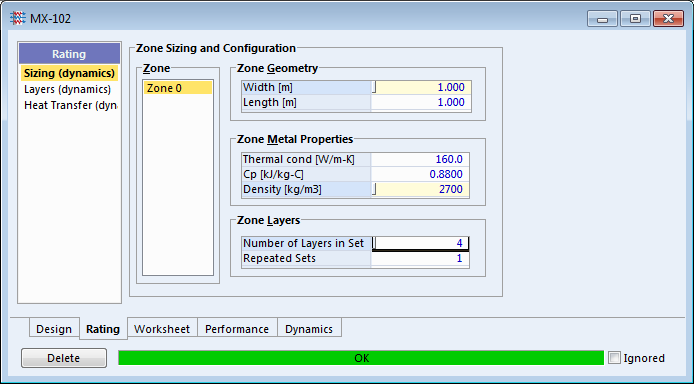 MX-102
Rating
Sizing (dynamics)
Layers (dynamics)
Heat Transfer (dyn
Zone Sizing and Configuration
Zone
Zone 0
Zone Geometry
Width [m] 1.000
Length [m] 1.000
Zone Metal Properties
Thermal cond [W/m-K] 160.0
Cp [kJ/kg-C] 0.8800
Density [kg/m3] 2700
Zone Layers
Number of Layers in Set 4
Repeated Sets 1
Design Rating Worksheet Performance Dynamics
Delete OK Ignored